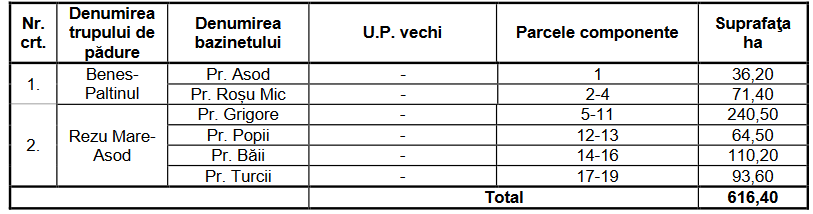 Nr. crt. Denumirea trupului de pădure Denumirea bazinetului U.P. vechi Parcele componente Suprafaţa ha
1. Benes-Paltinul Pr. Asod - 1 36,20
Pr. Roșu Mic - 2-4 71,40
2. Rezu Mare-Asod Pr. Grigore - 5-11 240,50
Pr. Popii - 12-13 64,50
Pr. Băii - 14-16 110,20
Pr. Turcii - 17-19 93,60
Total 616,40